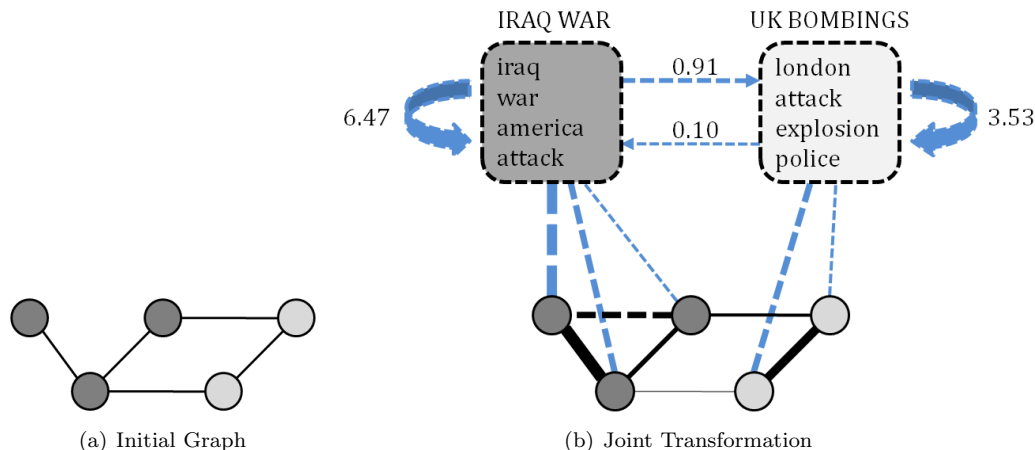 IRAQ WAR
UK BOMBINGS
iraq
war
america
attack
0.91
0.10
london
attack
explosion
police
6.47
3.53
(a) Initial Graph
(b) Joint Transformation